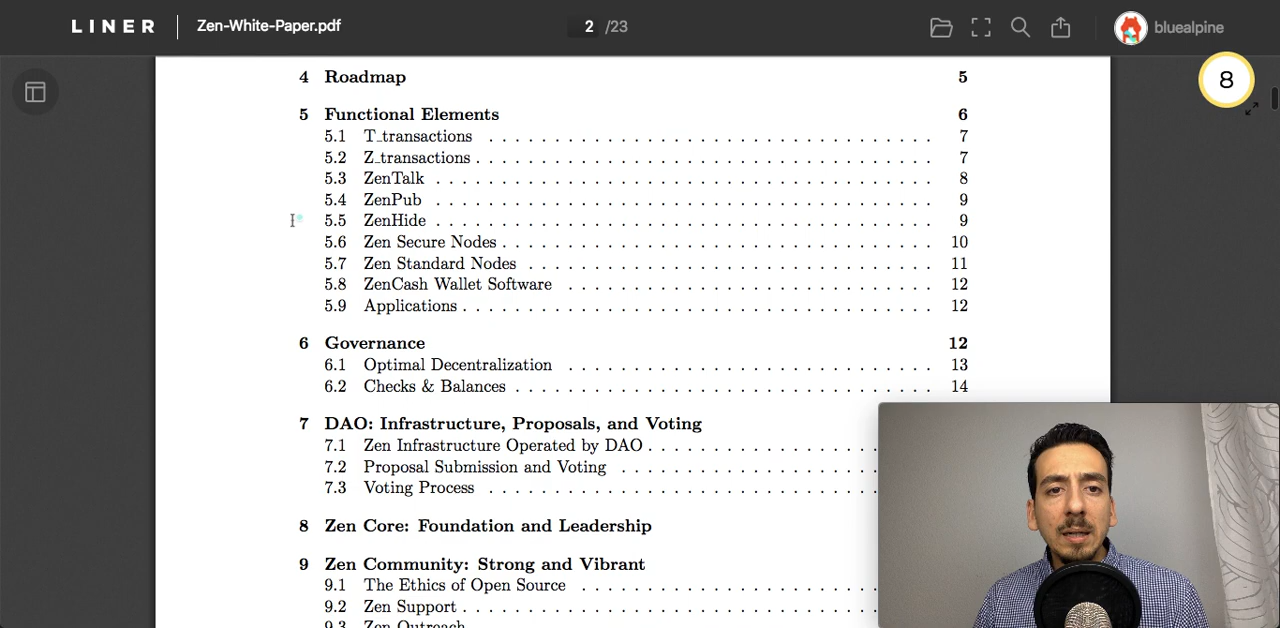 LINER
Zen-White-Paper.pdf
2 /23
bluealpine
8
4 Roadmap 5
5 Functional Elements 6
5.1 T_transactions . . . . . . . . . . . . . . . . . . . . . . . . . . . . . . . . . . 7
5.2 Z_transactions . . . . . . . . . . . . . . . . . . . . . . . . . . . . . . . . . . . 7
5.3 ZenTalk . . . . . . . . . . . . . . . . . . . . . . . . . . . . . . . . . . . . . . 8
5.4 ZenPub . . . . . . . . . . . . . . . . . . . . . . . . . . . . . . . . . . . . . . 9
5.5 ZenHide . . . . . . . . . . . . . . . . . . . . . . . . . . . . . . . . . . . . . . 9
5.6 Zen Secure Nodes . . . . . . . . . . . . . . . . . . . . . . . . . . . . . . . . . 10
5.7 Zen Standard Nodes . . . . . . . . . . . . . . . . . . . . . . . . . . . . . . . 11
5.8 ZenCash Wallet Software . . . . . . . . . . . . . . . . . . . . . . . . . . . . 12
5.9 Applications . . . . . . . . . . . . . . . . . . . . . . . . . . . . . . . . . . . . 12
6 Governance 12
6.1 Optimal Decentralization . . . . . . . . . . . . . . . . . . . . . . . . . . . . 13
6.2 Checks & Balances . . . . . . . . . . . . . . . . . . . . . . . . . . . . . . . . 14
7 DAO: Infrastructure, Proposals, and Voting
7.1 Zen Infrastructure Operated by DAO . . . . . . . . . . . . . . . . . .
7.2 Proposal Submission and Voting . . . . . . . . . . . . . . . . . . . .
7.3 Voting Process . . . . . . . . . . . . . . . . . . . . . . . . . . . . . .
8 Zen Core: Foundation and Leadership
9 Zen Community: Strong and Vibrant
9.1 The Ethics of Open Source . . . . . . . . . . . . . . . . . . . . . . .
9.2 Zen Support . . . . . . . . . . . . . . . . . . . . . . . . . . . . . . . .
9.3 Zen Outreach